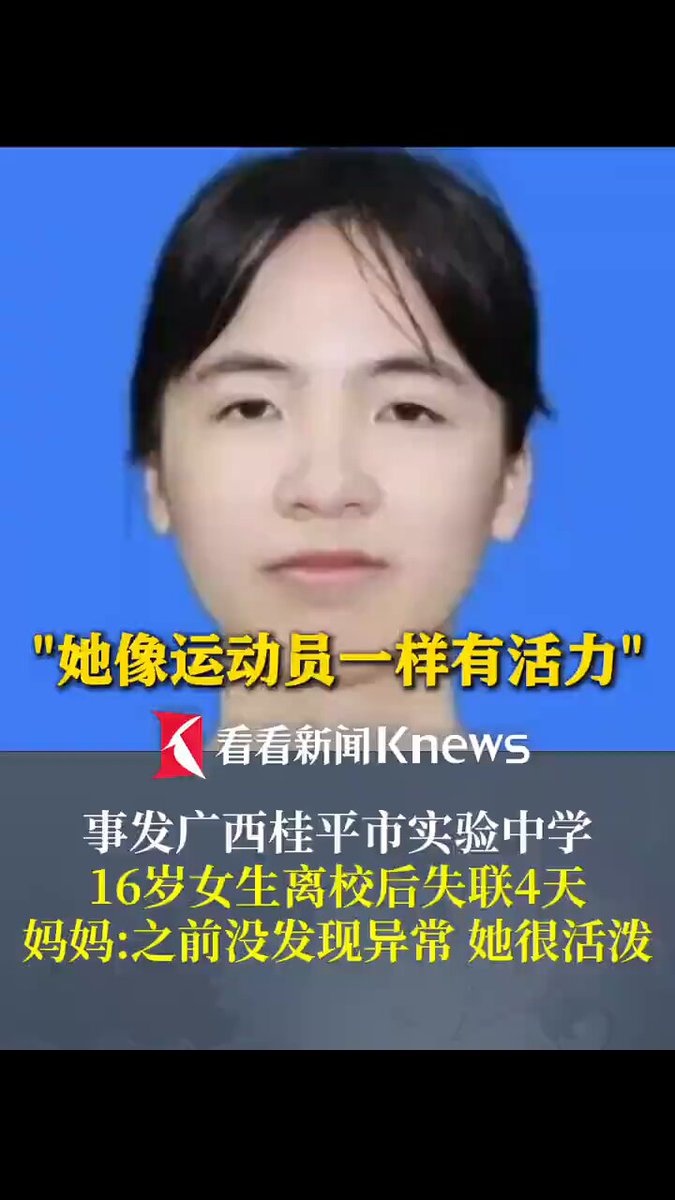 "她像运动员一样有活力"
看看新闻Knews
事发广西桂平市实验中学
16岁女生离校后失联4天
妈妈:之前没发现异常 她很活泼